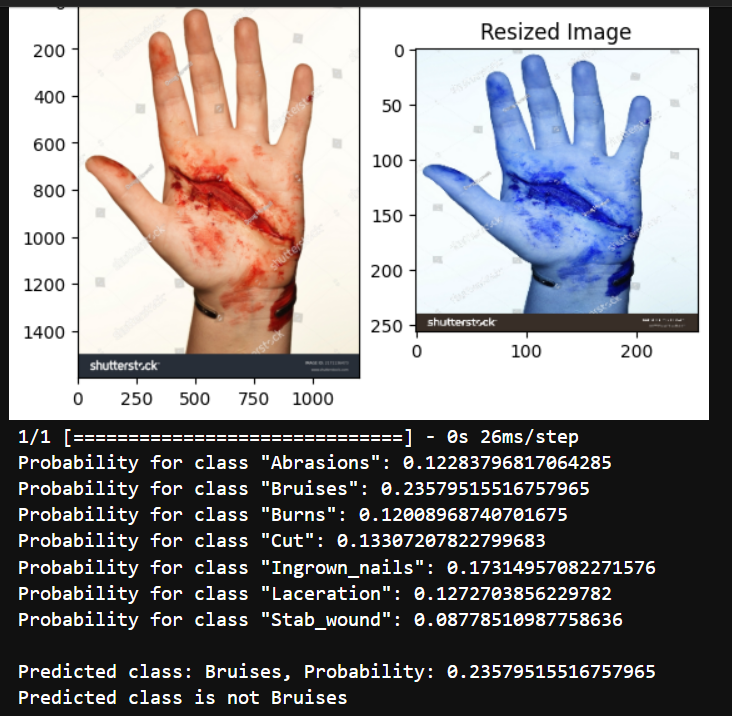 Resized Image
0
200
400
600
800
1000
1200
1400
0
50
100
150
200
250
shutterstock
shutterstock
0 250 500 750 1000
0 100 200
1/1 [==============================] - 0s 26ms/step
Probability for class "Abrasions": 0.12283796817064285
Probability for class "Bruises": 0.23579515516757965
Probability for class "Burns": 0.12008968740701675
Probability for class "Cut": 0.13307207822799683
Probability for class "Ingrown_nails": 0.17314957082271576
Probability for class "Laceration": 0.1272703856229782
Probability for class "Stab_wound": 0.08778510987758636
Predicted class: Bruises, Probability: 0.23579515516757965
Predicted class is not Bruises